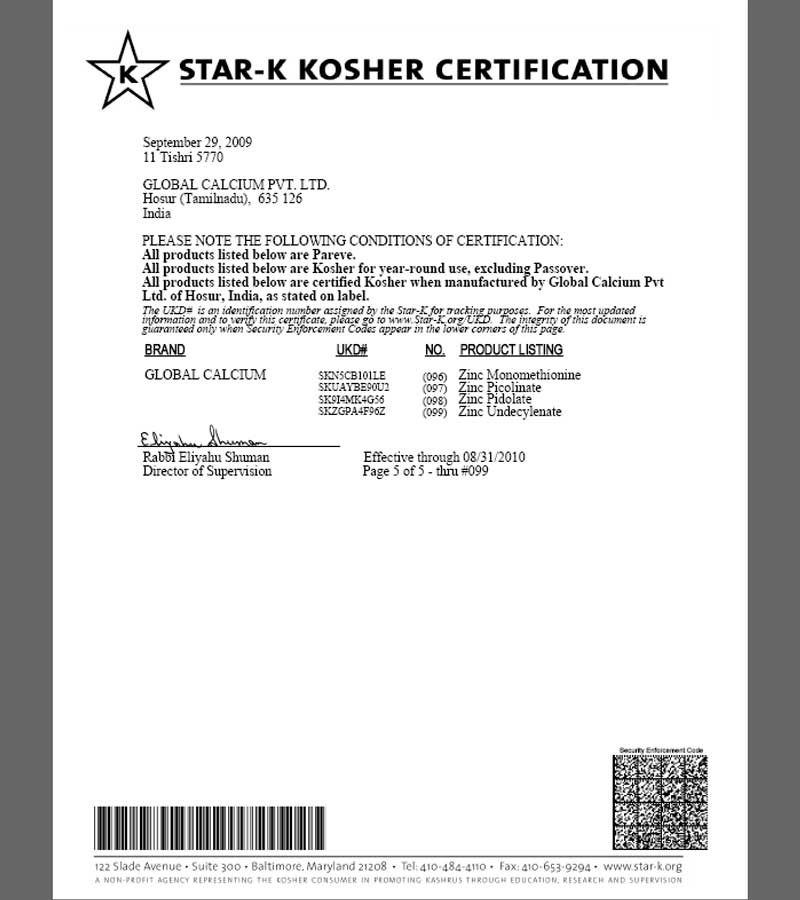 K
STAR-K KOSHER CERTIFICATION
September 29, 2009
11 Tishri 5770
GLOBAL CALCIUM PVT. LTD.
Hosur (Tamilnadu), 635 126
India
PLEASE NOTE THE FOLLOWING CONDITIONS OF CERTIFICATION:
All products listed below are Pareve.
All products listed below are Kosher for year-round use, excluding Passover.
All products listed below are certified Kosher when manufactured by Global Calcium Pvt
Ltd. of Hosur, India, as stated on label.
The UKD# is an identification number assigned by the Star-K for tracking purposes. For the most updated
information and to verify this certificate, please go to www.Star-K.org/UKD. The integrity of this document is
guaranteed only when Security Enforcement Codes appear in the lower corners of this page.
BRAND UKD# NO. PRODUCT LISTING
GLOBAL CALCIUM SKN5CB101LE (096) Zinc Monomethionine
SKUAYBE90U2 (097) Zinc Picolinate
SK9I4MK4G56 (098) Zinc Pidolate
SKZGPA4F96Z (099) Zinc Undecylenate
Eliyahu Shuman
Rabbi Eliyahu Shuman Effective through 08/31/2010
Director of Supervision Page 5 of 5 - thru #099
Security Enforcement Code
122 Slade Avenue • Suite 300 • Baltimore, Maryland 21208 • Tel: 410-484-4110 • Fax: 410-653-9294 • www.star-k.org
A NON-PROFIT AGENCY REPRESENTING THE KOSHER CONSUMER IN PROMOTING KASHRUS THROUGH EDUCATION, RESEARCH AND SUPERVISION